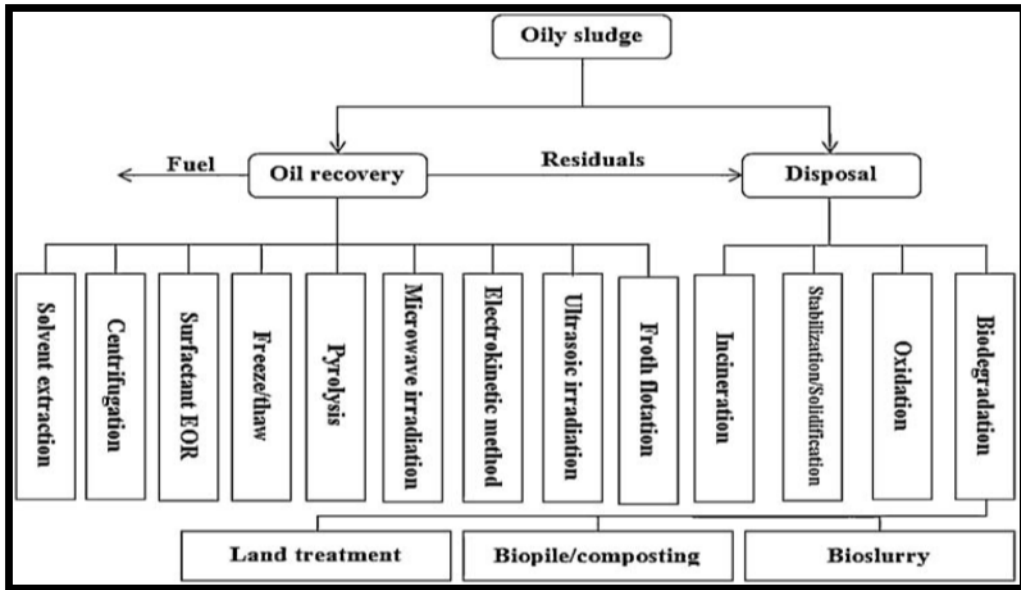 Oily sludge
Fuel
Oil recovery
Residuals
Disposal
Solvent extraction
Centrifugation
Surfactant EOR
Freeze/thaw
Pyrolysis
Microwave irradiation
Electrokinetic method
Ultrasoic irradiation
Froth flotation
Incineration
Stabilization/Solidification
Oxidation
Biodegradation
Land treatment
Biopile/composting
Bioslurry